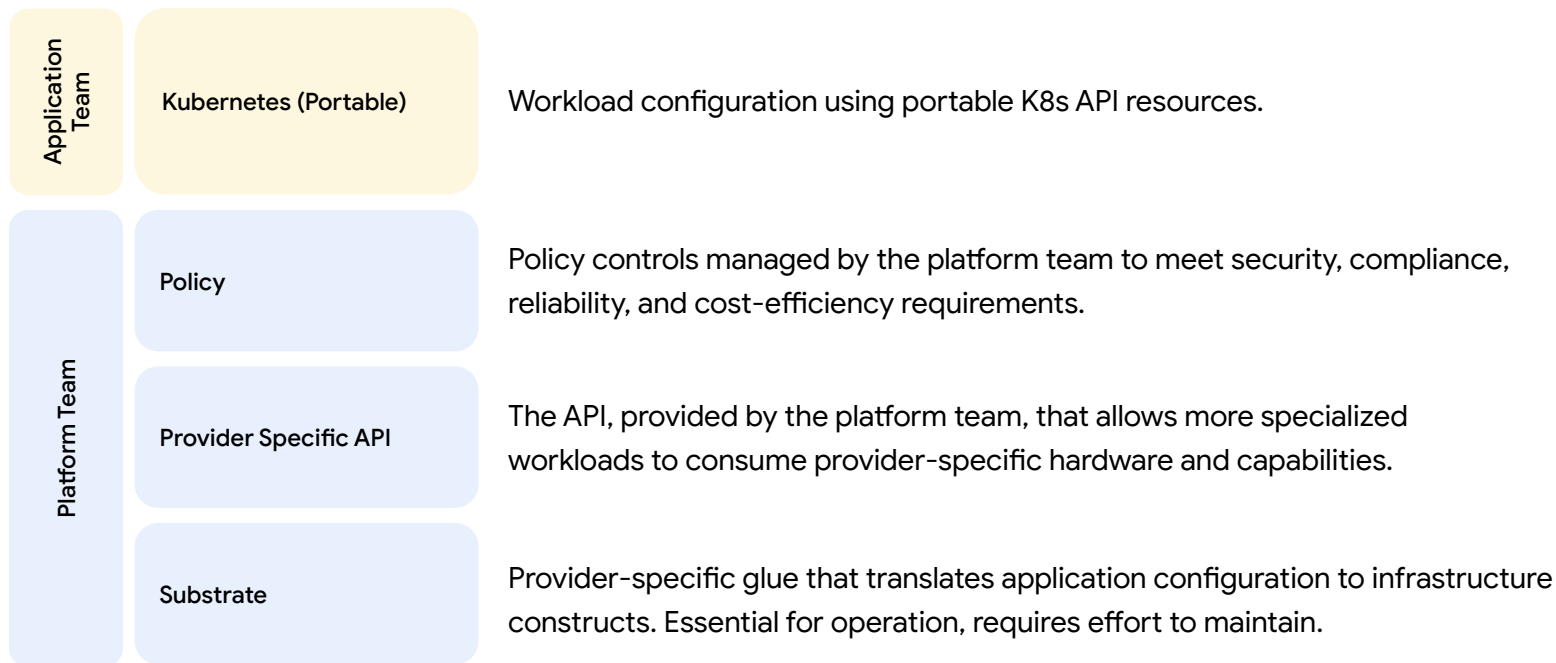 Application
Team
Kubernetes (Portable)
Workload configuration using portable K8s API resources.
Platform Team
Policy
Policy controls managed by the platform team to meet security, compliance,
reliability, and cost-efficiency requirements.
Provider Specific API
The API, provided by the platform team, that allows more specialized
workloads to consume provider-specific hardware and capabilities.
Substrate
Provider-specific glue that translates application configuration to infrastructure
constructs. Essential for operation, requires effort to maintain.